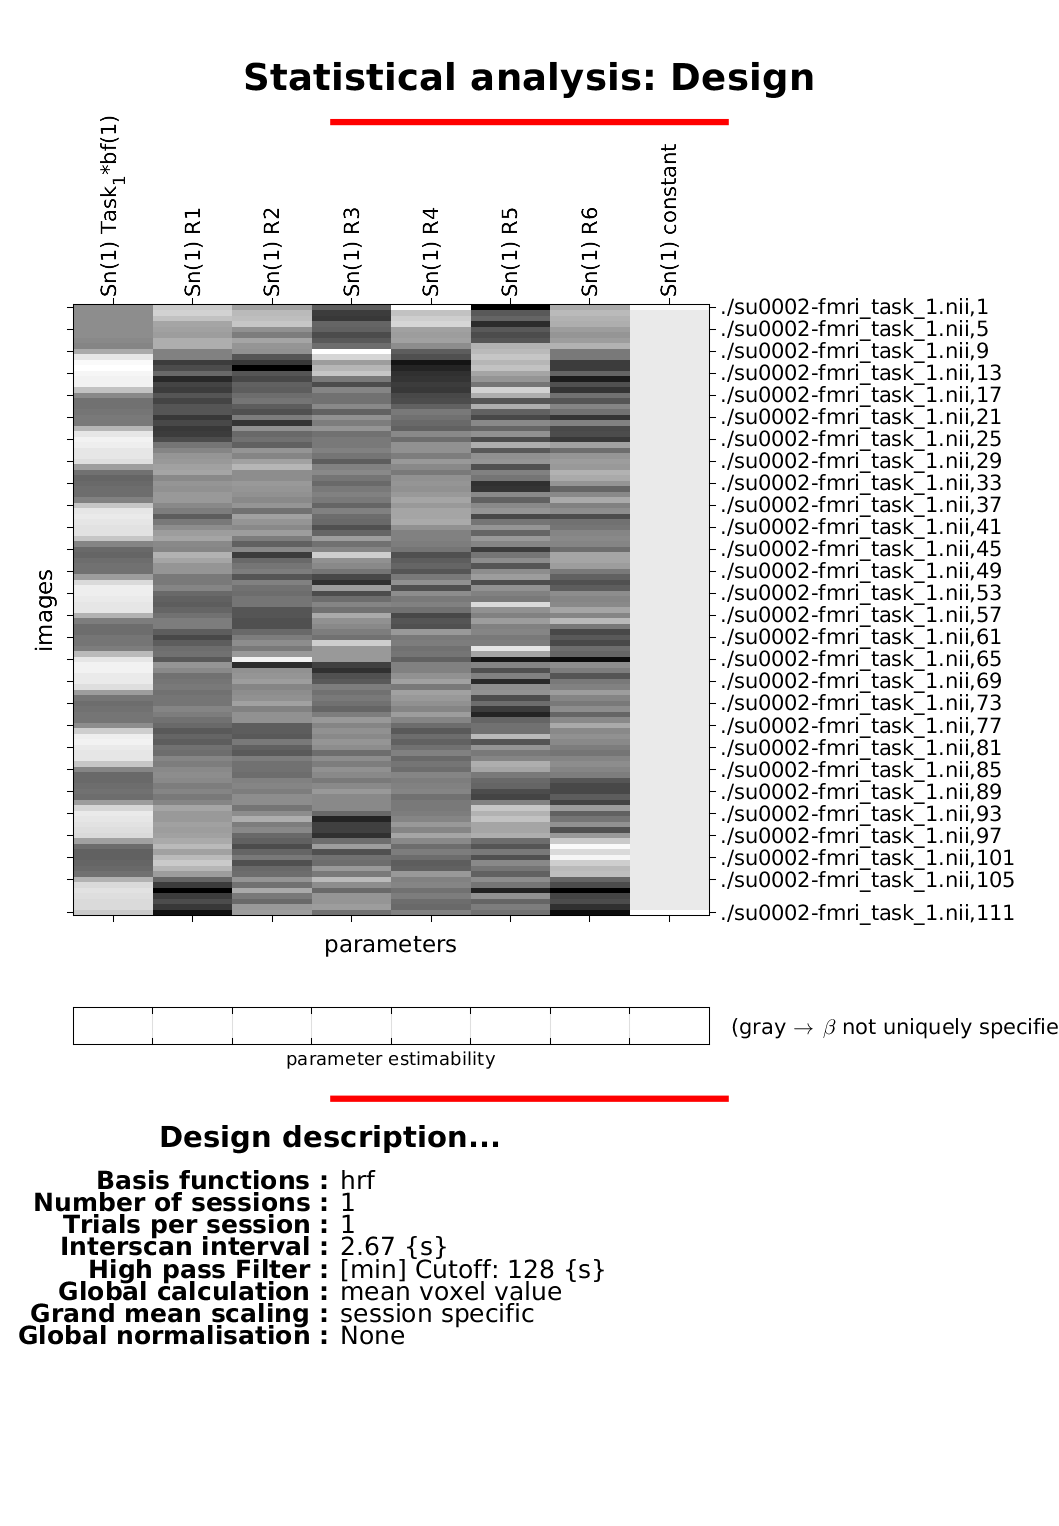 Statistical analysis: Design
Sn(1) Task1*bf(1)
Sn(1) R1
Sn(1) R2
Sn(1) R3
Sn(1) R4
Sn(1) R5
Sn(1) R6
Sn(1) constant
./su0002-fmri_task_1.nii,1
./su0002-fmri_task_1.nii,5
./su0002-fmri_task_1.nii,9
./su0002-fmri_task_1.nii,13
./su0002-fmri_task_1.nii,17
./su0002-fmri_task_1.nii,21
./su0002-fmri_task_1.nii,25
./su0002-fmri_task_1.nii,29
./su0002-fmri_task_1.nii,33
./su0002-fmri_task_1.nii,37
./su0002-fmri_task_1.nii,41
./su0002-fmri_task_1.nii,45
./su0002-fmri_task_1.nii,49
./su0002-fmri_task_1.nii,53
./su0002-fmri_task_1.nii,57
./su0002-fmri_task_1.nii,61
./su0002-fmri_task_1.nii,65
./su0002-fmri_task_1.nii,69
./su0002-fmri_task_1.nii,73
./su0002-fmri_task_1.nii,77
./su0002-fmri_task_1.nii,81
./su0002-fmri_task_1.nii,85
./su0002-fmri_task_1.nii,89
./su0002-fmri_task_1.nii,93
./su0002-fmri_task_1.nii,97
./su0002-fmri_task_1.nii,101
./su0002-fmri_task_1.nii,105
./su0002-fmri_task_1.nii,111
images
parameters
(gray → β not uniquely specifie
parameter estimability
Design description...
Basis functions : hrf
Number of sessions : 1
Trials per session : 1
Interscan interval : 2.67 {s}
High pass Filter : [min] Cutoff: 128 {s}
Global calculation : mean voxel value
Grand mean scaling : session specific
Global normalisation : None